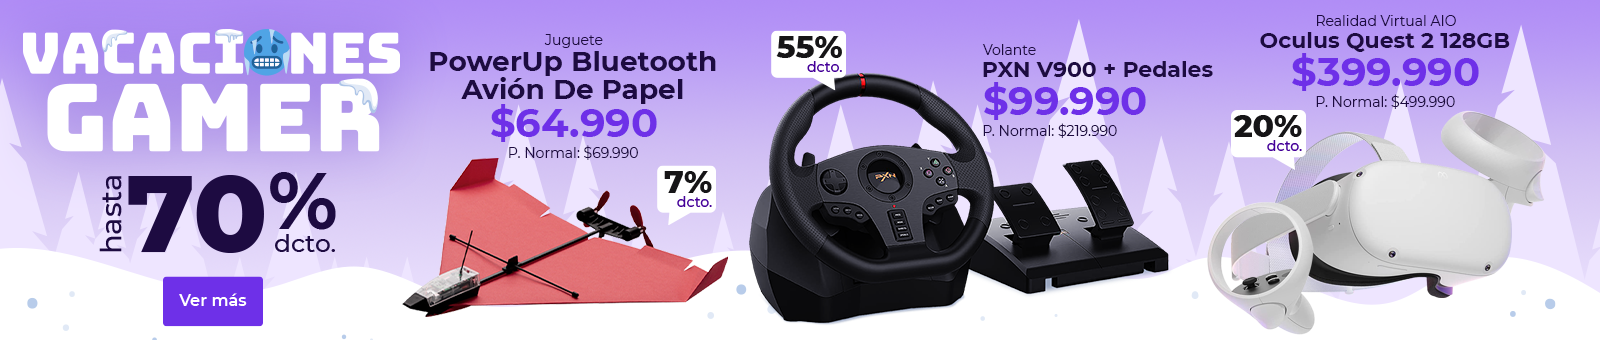 VACACIONES
GAMER
hasta
70%
dcto.
Ver más
Juguete
PowerUp Bluetooth
Avión De Papel
$64.990
P. Normal: $69.990
7%
dcto.
55%
dcto.
Volante
PXN V900 + Pedales
$99.990
P. Normal: $219.990
PXN
Realidad Virtual AIO
Oculus Quest 2 128GB
$399.990
P. Normal: $499.990
20%
dcto.